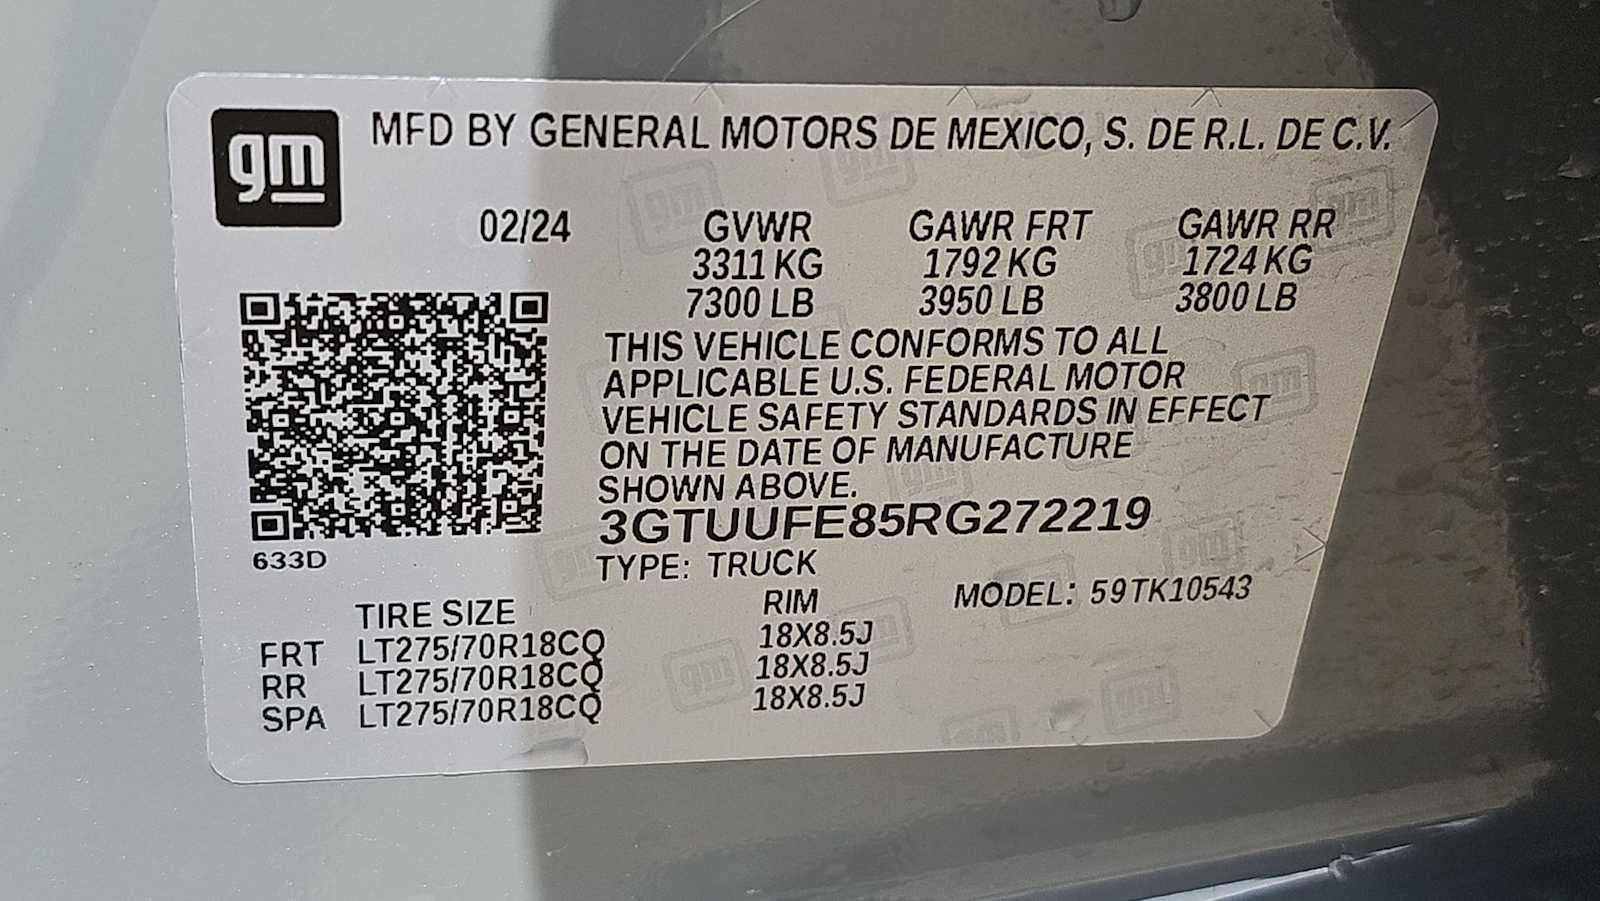 gm
MFD BY GENERAL MOTORS DE MEXICO, S. DE R.L. DE C.V.
02/24 GVWR GAWR FRT GAWR RR
3311 KG 1792 KG 1724 KG
7300 LB 3950 LB 3800 LB
THIS VEHICLE CONFORMS TO ALL
APPLICABLE U.S. FEDERAL MOTOR
VEHICLE SAFETY STANDARDS IN EFFECT
ON THE DATE OF MANUFACTURE
SHOWN ABOVE.
3GTUUFE85RG272219
633D
TYPE: TRUCK
TIRE SIZE RIM MODEL: 59TK10543
FRT LT275/70R18CQ 18X8.5J
RR LT275/70R18CQ 18X8.5J
SPA LT275/70R18CQ 18X8.5J